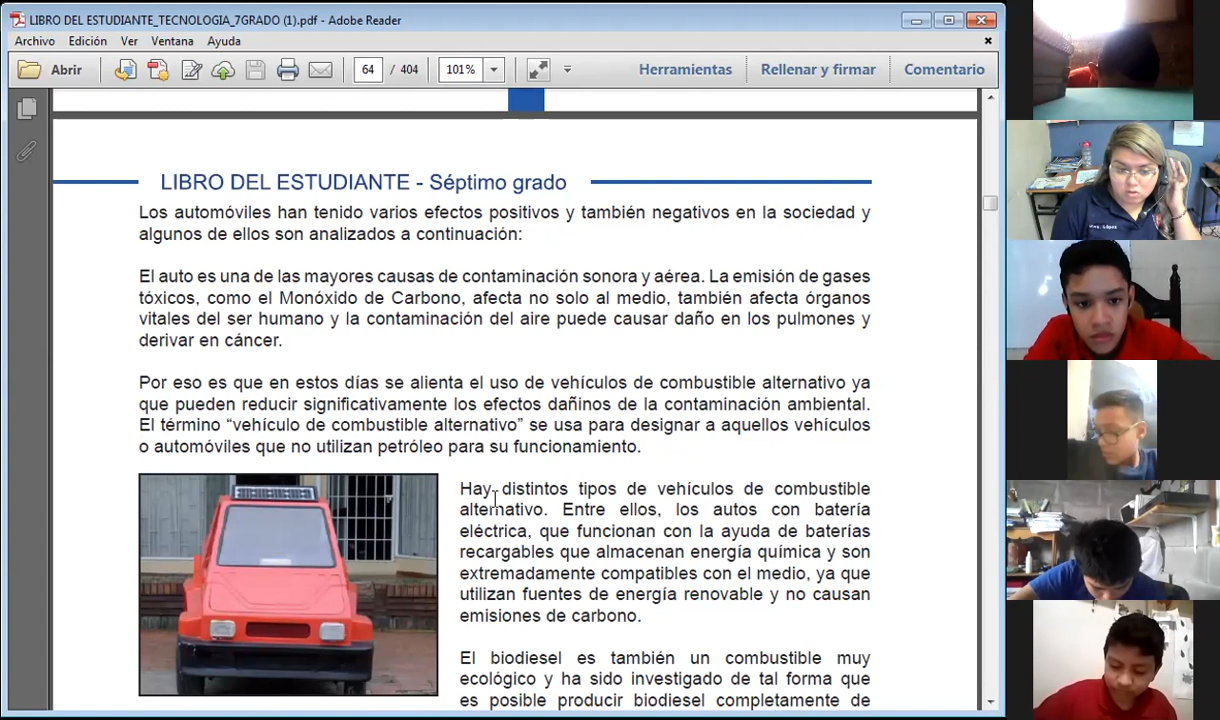 LIBRO DEL ESTUDIANTE_TECNOLOGIA_7GRADO (1).pdf - Adobe Reader
Archivo Edición Ver Ventana Ayuda
Abrir 64 / 404 101% Herramientas Rellenar y firmar Comentario
LIBRO DEL ESTUDIANTE - Séptimo grado
Los automóviles han tenido varios efectos positivos y también negativos en la sociedad y
algunos de ellos son analizados a continuación:
El auto es una de las mayores causas de contaminación sonora y aérea. La emisión de gases
tóxicos, como el Monóxido de Carbono, afecta no solo al medio, también afecta órganos
vitales del ser humano y la contaminación del aire puede causar daño en los pulmones y
derivar en cáncer.
Por eso es que en estos días se alienta el uso de vehículos de combustible alternativo ya
que pueden reducir significativamente los efectos dañinos de la contaminación ambiental.
El término “vehículo de combustible alternativo” se usa para designar a aquellos vehículos
o automóviles que no utilizan petróleo para su funcionamiento.
Hay distintos tipos de vehículos de combustible
alternativo. Entre ellos, los autos con batería
eléctrica, que funcionan con la ayuda de baterías
recargables que almacenan energía química y son
extremadamente compatibles con el medio, ya que
utilizan fuentes de energía renovable y no causan
emisiones de carbono.
El biodiesel es también un combustible muy
ecológico y ha sido investigado de tal forma que
es posible producir biodiesel completamente de